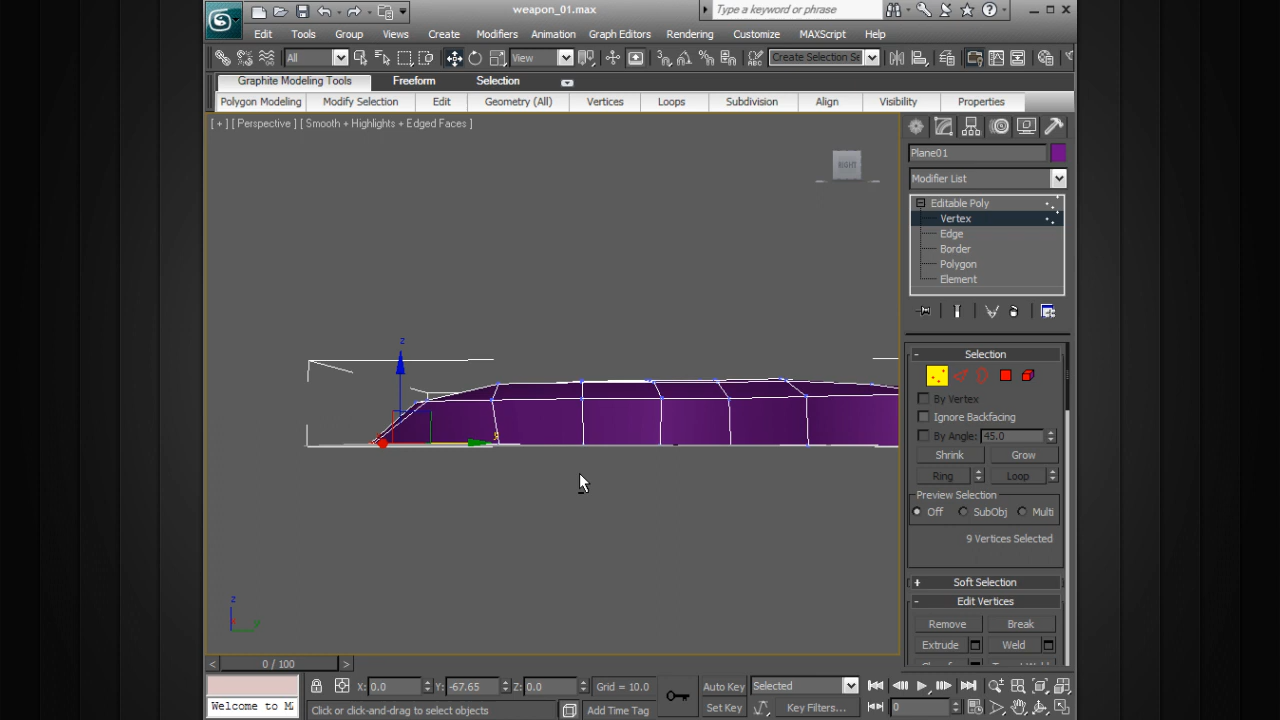 weapon_01.max
Type a keyword or phrase
Edit Tools Group Views Create Modifiers Animation Graph Editors Rendering Customize MAXScript Help
All View Create Selection Se
Graphite Modeling Tools Freeform Selection
Polygon Modeling Modify Selection Edit Geometry (All) Vertices Loops Subdivision Align Visibility Properties
[ + ] [ Perspective ] [ Smooth + Highlights + Edged Faces ]
RIGHT
Plane01
Modifier List
Editable Poly
Vertex
Edge
Border
Polygon
Element
z
Selection
By Vertex
Ignore Backfacing
By Angle: 45.0
Shrink Grow
Ring Loop
Preview Selection
Off SubObj Multi
9 Vertices Selected
Soft Selection
Edit Vertices
Remove Break
Extrude Weld
z
x y
0 / 100
X: 0.0 Y: -67.65 Z: 0.0 Grid = 10.0 Auto Key Selected
Welcome to M
Click or click-and-drag to select objects Add Time Tag Set Key Key Filters... 0